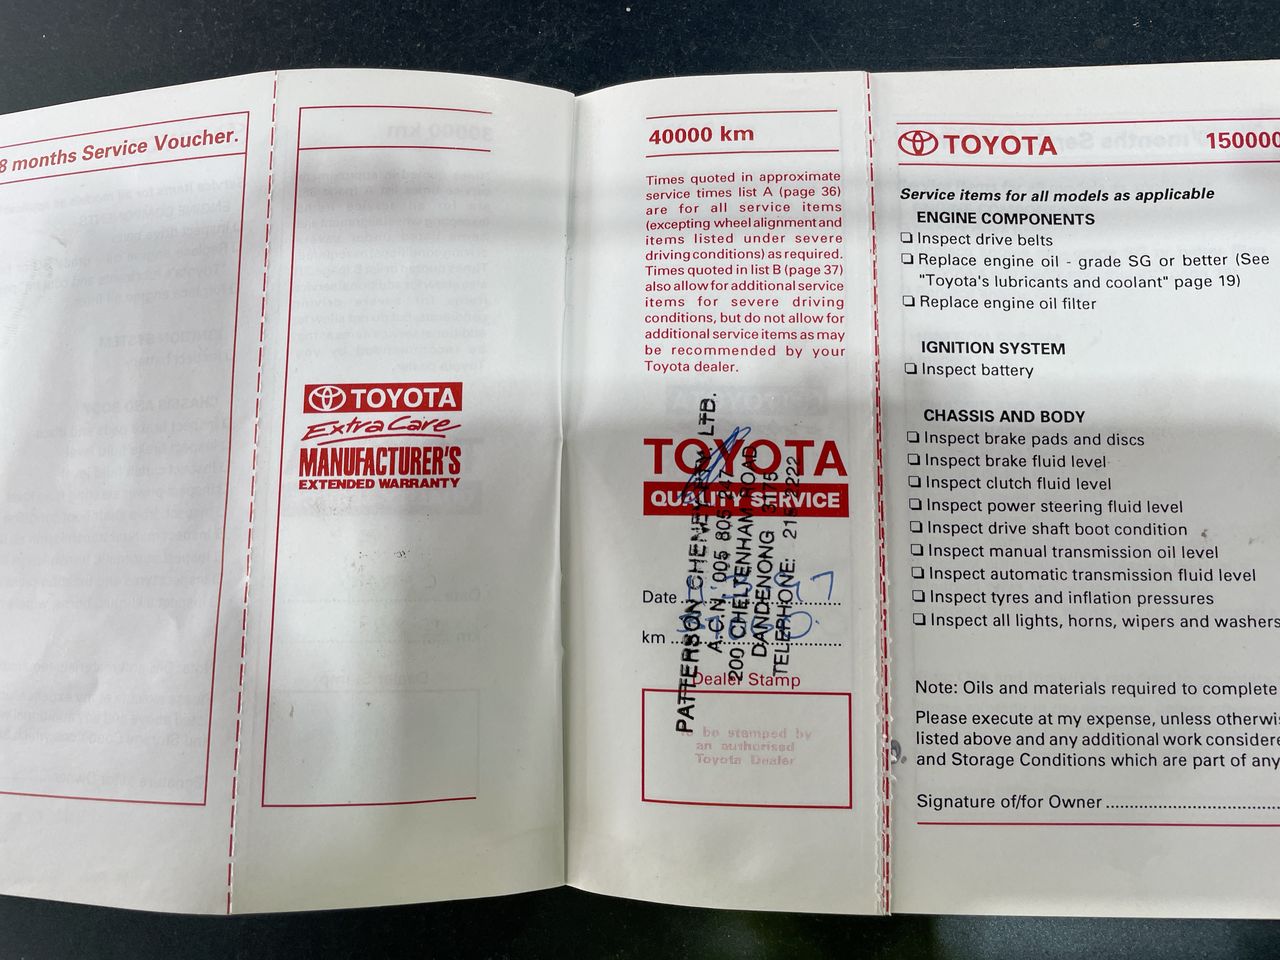 8 months Service Voucher.
TOYOTA
Extra Care
MANUFACTURER'S
EXTENDED WARRANTY
40000 km
Times quoted in approximate
service times list A (page 36)
are for all service items
(excepting wheel alignment and
items listed under severe
driving conditions) as required.
Times quoted in list B (page 37)
also allow for additional service
items for severe driving
conditions, but do not allow for
additional service items as may
be recommended by your
Toyota dealer.
TOYOTA
QUALITY SERVICE
Date
km
Dealer Stamp
be stamped by
an authorised
Toyota Dealer
PATTERSON CHENEY PTY. LTD.
A.C.N. 005 805 247
200 CHELTENHAM ROAD
DANDENONG 3175
TELEPHONE: 215 2222
TOYOTA 150000
Service items for all models as applicable
ENGINE COMPONENTS
Inspect drive belts
Replace engine oil - grade SG or better (See
"Toyota's lubricants and coolant" page 19)
Replace engine oil filter
IGNITION SYSTEM
Inspect battery
CHASSIS AND BODY
Inspect brake pads and discs
Inspect brake fluid level
Inspect clutch fluid level
Inspect power steering fluid level
Inspect drive shaft boot condition
Inspect manual transmission oil level
Inspect automatic transmission fluid level
Inspect tyres and inflation pressures
Inspect all lights, horns, wipers and washers
Note: Oils and materials required to complete
Please execute at my expense, unless otherwis
listed above and any additional work considere
and Storage Conditions which are part of any
Signature of/for Owner